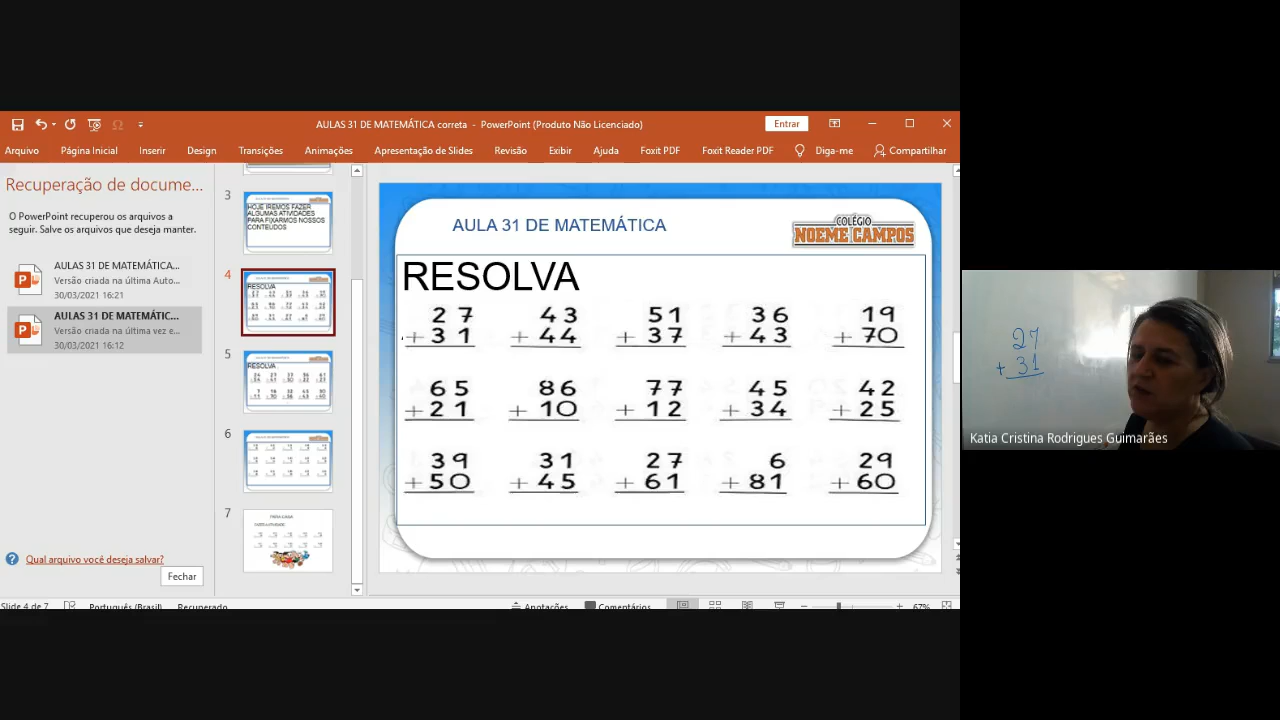 AULAS 31 DE MATEMÁTICA correta - PowerPoint (Produto Não Licenciado)
Entrar
Arquivo Página Inicial Inserir Design Transições Animações Apresentação de Slides Revisão Exibir Ajuda Foxit PDF Foxit Reader PDF Diga-me Compartilhar
Recuperação de docume...
O PowerPoint recuperou os arquivos a
seguir. Salve os arquivos que deseja manter.
AULAS 31 DE MATEMÁTICA...
Versão criada na última Auto...
30/03/2021 16:21
AULAS 31 DE MATEMÁTIC...
Versão criada na última vez e...
30/03/2021 16:12
Qual arquivo você deseja salvar?
Fechar
3
HOJE IREMOS FAZER
ALGUMAS ATIVIDADES
PARA FIXARMOS NOSSOS
CONTEÚDOS
4
RESOLVA
5
RESOLVA
6
7
AULA 31 DE MATEMÁTICA
COLÉGIO
NOEME CAMPOS
RESOLVA
27 43 51 36 19
+31 +44 +37 +43 +70
65 86 77 45 42
+21 +10 +12 +34 +25
39 31 27 6 29
+50 +45 +61 +81 +60
Slide 4 de 7 Português (Brasil) Recuperado Anotações Comentários 67%
27
+ 31
Katia Cristina Rodrigues Guimarães